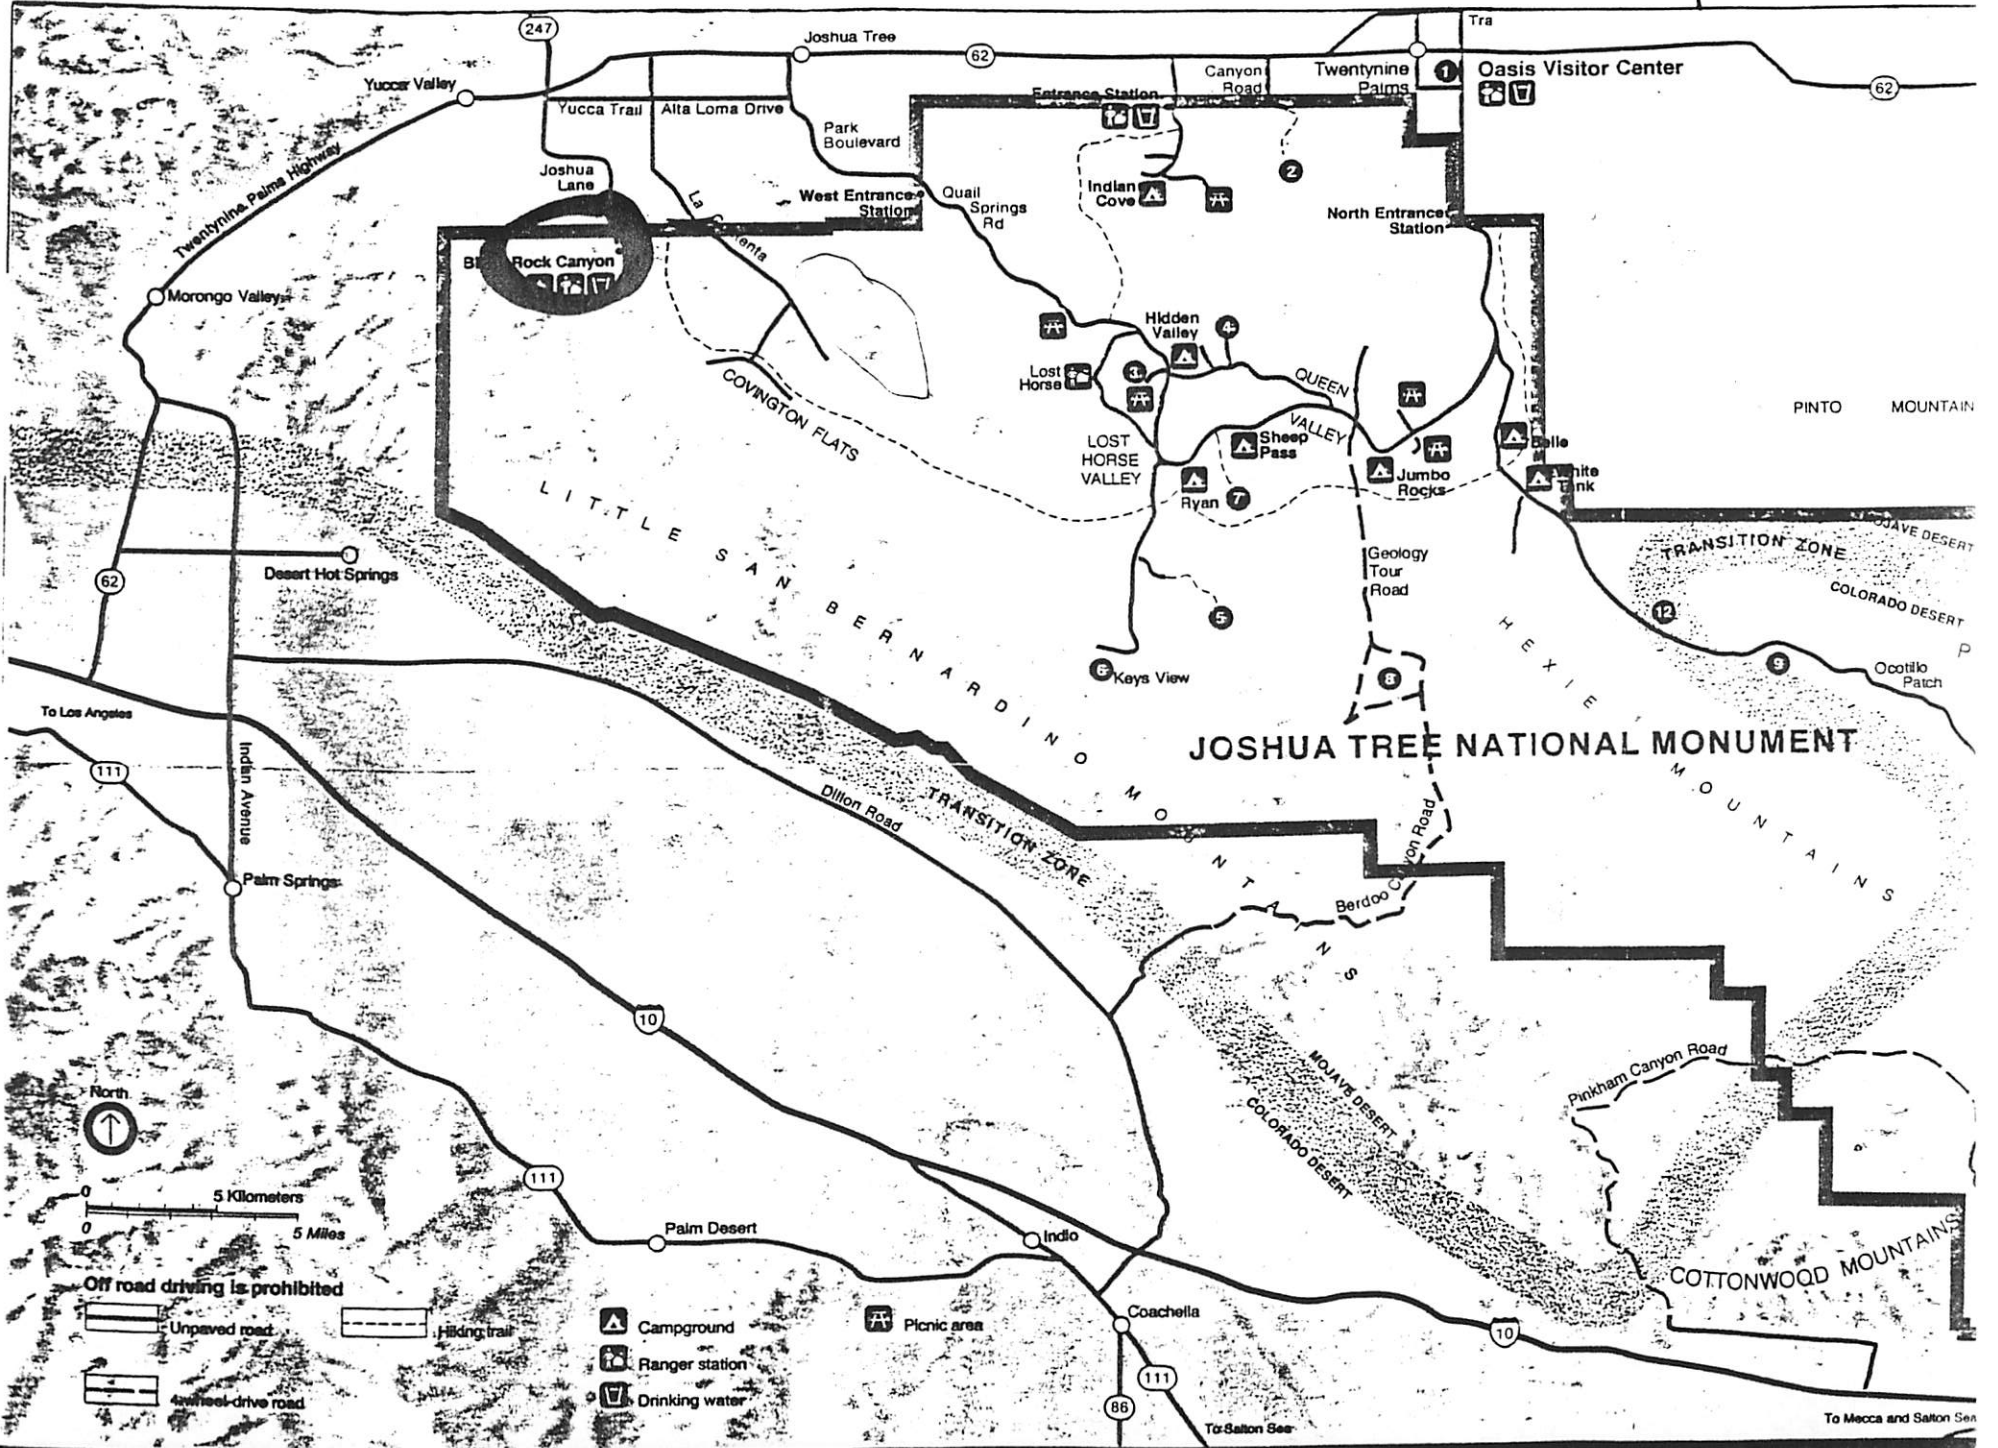 247
Joshua Tree
62
Tra
Yucca Valley
Canyon
Road
Twentynine
Palms
1
Oasis Visitor Center
62
Entrance Station
Yucca Trail
Alta Loma Drive
Park
Boulevard
Twentynine Palms Highway
Joshua
Lane
2
West Entrance
Station
Quail
Springs
Rd
Indian
Cove
North Entrance
Station
La
Rock Canyon
Morongo Valley
Hidden
Valley
4
Lost
Horse
3
QUEEN
VALLEY
COVINGTON FLATS
PINTO MOUNTAIN
LOST
HORSE
VALLEY
Sheep
Pass
Belle
White
Tank
Jumbo
Rocks
Ryan
7
LITTLE SAN BERNARDINO MOUNTAINS
MOJAVE DESERT
TRANSITION ZONE
COLORADO DESERT
Geology
Tour
Road
62
Desert Hot Springs
12
5
HEXIE MOUNTAINS
9
P
Ocotillo
Patch
6
Keys View
8
To Los Angeles
JOSHUA TREE NATIONAL MONUMENT
111
Indian Avenue
Dillon Road
TRANSITION ZONE
Berdoo Canyon Road
Palm Springs
10
MOJAVE DESERT
COLORADO DESERT
Pinkham Canyon Road
North
0 5 Kilometers
0 5 Miles
111
Palm Desert
Indio
COTTONWOOD MOUNTAINS
Off road driving is prohibited
Unpaved road
Hiking trail
Campground
Picnic area
Coachella
10
Ranger station
4-wheel-drive road
Drinking water
111
86
To Salton Sea
To Mecca and Salton Sea